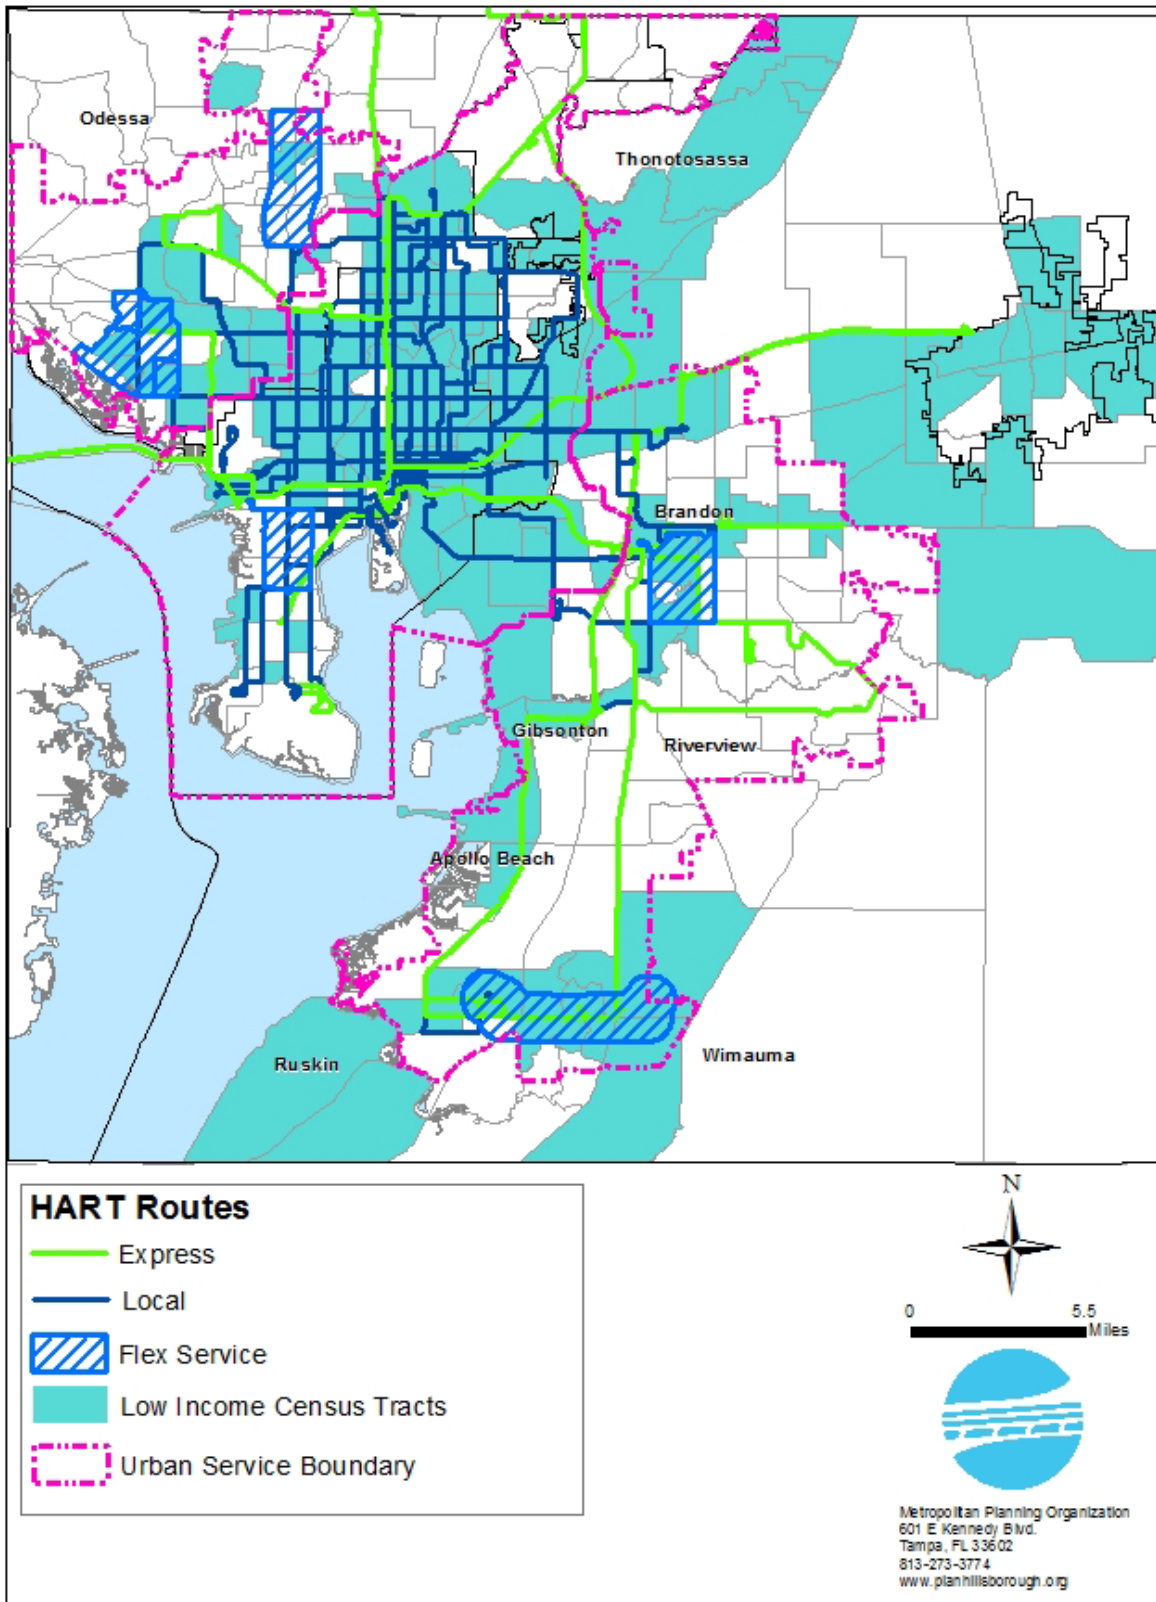 Odessa
Thonotosassa
Brandon
Gibsonton
Riverview
Apollo Beach
Ruskin
Wimauma
HART Routes
Express
Local
Flex Service
Low Income Census Tracts
Urban Service Boundary
N
0 5.5
Miles
Metropolitan Planning Organization
601 E Kennedy Blvd.
Tampa, FL 33602
813-273-3774
www.planhillsborough.org